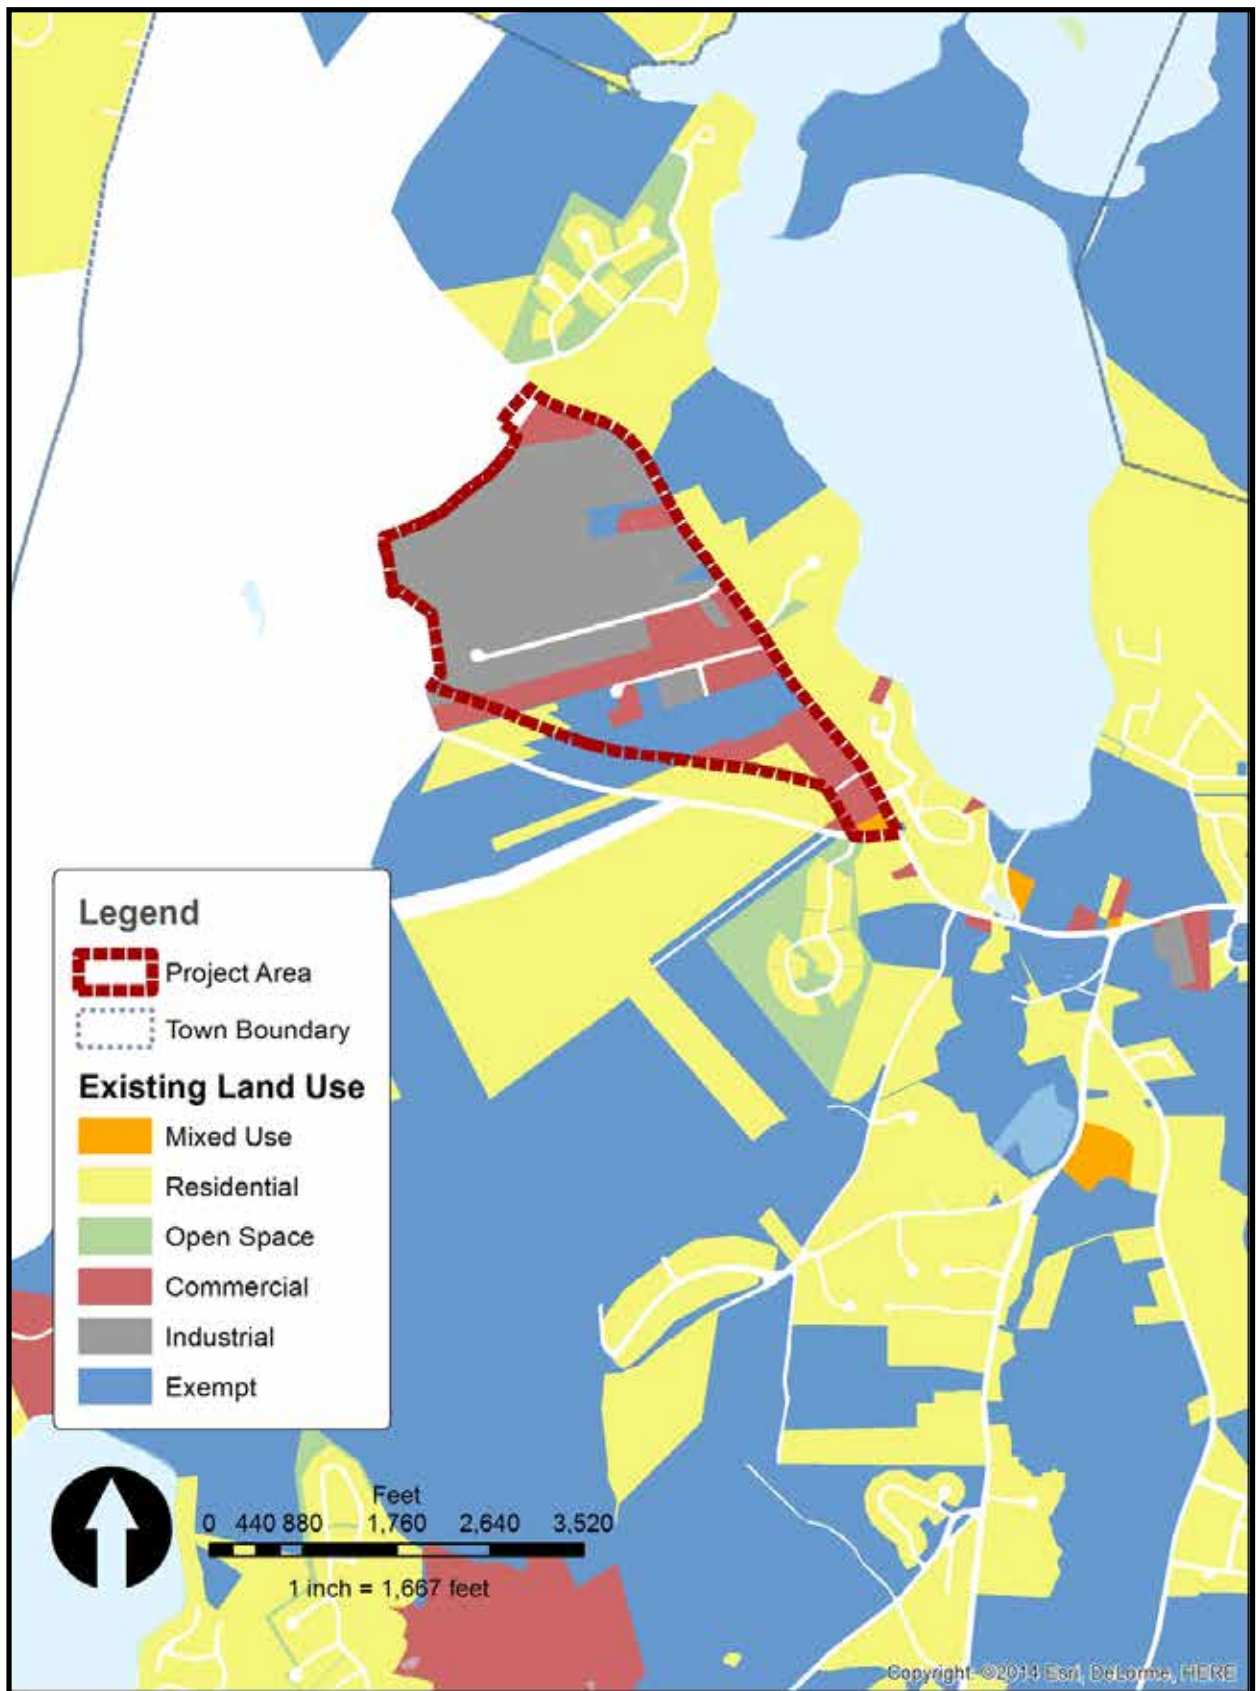 Legend
Project Area
Town Boundary
Existing Land Use
Mixed Use
Residential
Open Space
Commercial
Industrial
Exempt
Feet
0 440 880 1,760 2,640 3,520
1 inch = 1,667 feet
Copyright ©2014 Esri, DeLorme, HERE